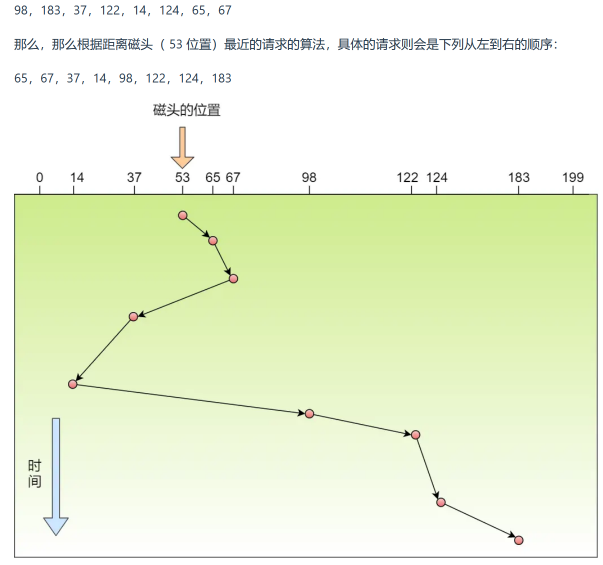 98, 183, 37, 122, 14, 124, 65, 67
那么，那么根据距离磁头（ 53 位置）最近的请求的算法，具体的请求则会是下列从左到右的顺序：
65, 67, 37, 14, 98, 122, 124, 183
磁头的位置
0 14 37 53 65 67 98 122 124 183 199
时间